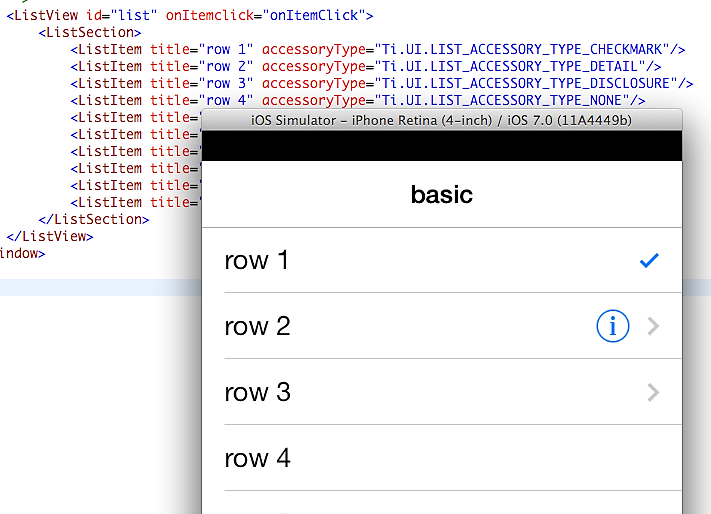 <ListView id="list" onItemclick="onItemClick">
<ListSection>
<ListItem title="row 1" accessoryType="Ti.UI.LIST_ACCESSORY_TYPE_CHECKMARK"/>
<ListItem title="row 2" accessoryType="Ti.UI.LIST_ACCESSORY_TYPE_DETAIL"/>
<ListItem title="row 3" accessoryType="Ti.UI.LIST_ACCESSORY_TYPE_DISCLOSURE"/>
<ListItem title="row 4" accessoryType="Ti.UI.LIST_ACCESSORY_TYPE_NONE"/>
<ListItem title="
<ListItem title="
<ListItem title="
<ListItem title="
<ListItem title="
<ListItem title="
</ListSection>
</ListView>
indow>
iOS Simulator – iPhone Retina (4-inch) / iOS 7.0 (11A4449b)
basic
row 1
row 2
i
row 3
row 4